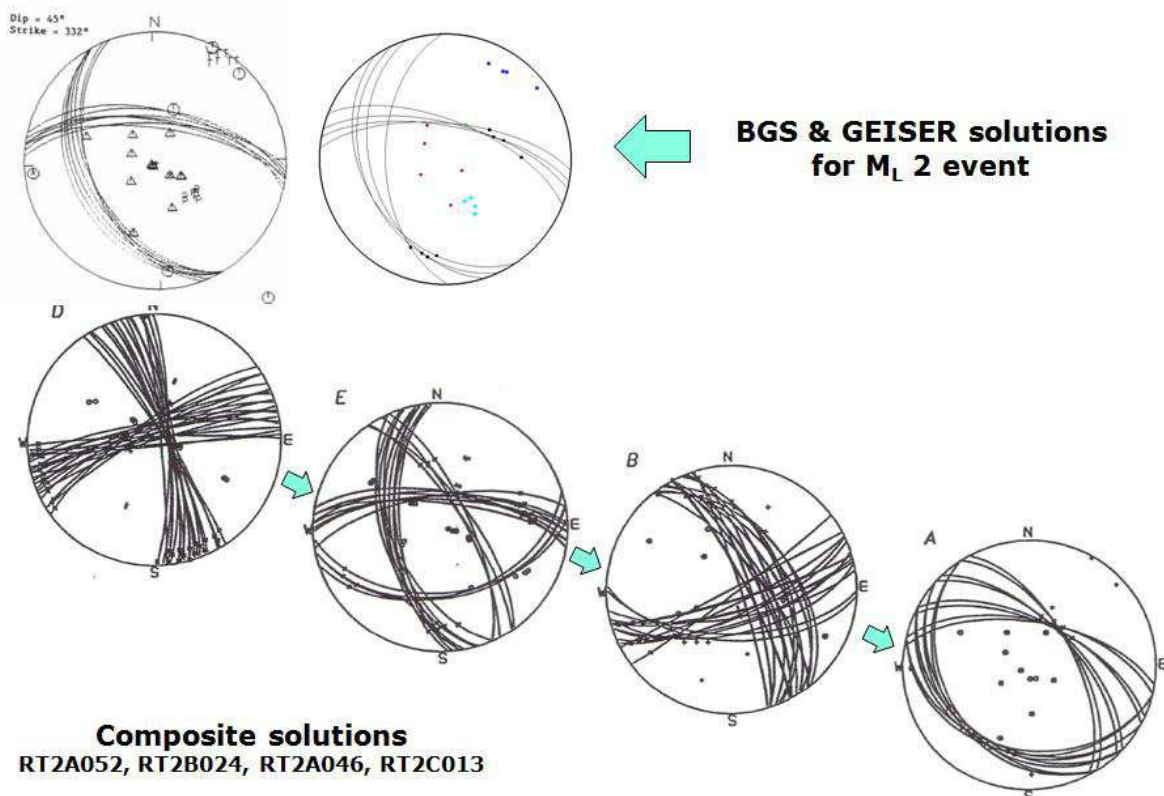 Dip = 45°
Strike = 332°
N
BGS & GEISER solutions
for ML 2 event
D
N
W
E
S
E
N
W
E
S
B
N
W
E
S
A
N
W
E
S
Composite solutions
RT2A052, RT2B024, RT2A046, RT2C013